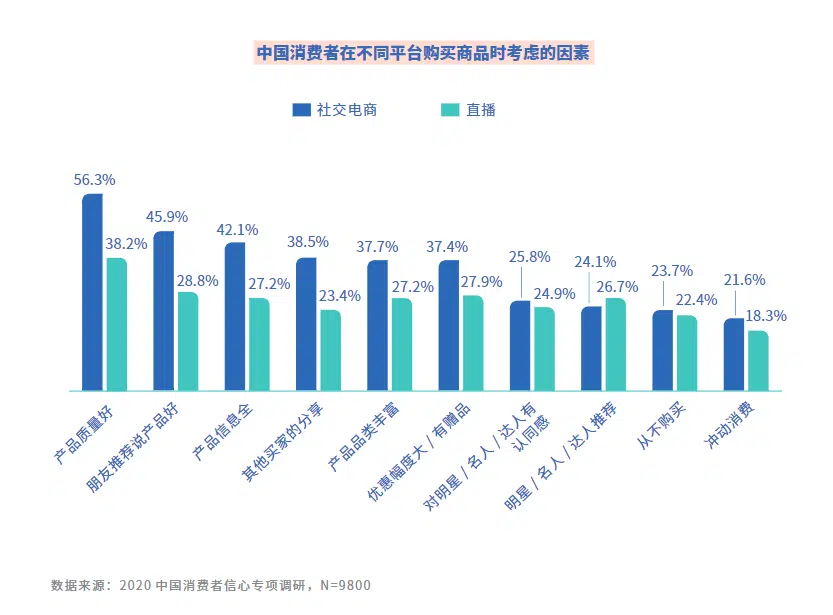 中国消费者在不同平台购买商品时考虑的因素
社交电商 直播
56.3%
38.2%
45.9%
28.8%
42.1%
27.2%
38.5%
23.4%
37.7%
27.2%
37.4%
27.9%
25.8%
24.9%
24.1%
26.7%
23.7%
22.4%
21.6%
18.3%
产品质量好
朋友推荐说产品好
产品信息全
其他买家的分享
产品品类丰富
优惠幅度大 / 有赠品
对明星 / 名人 / 达人有
认同感
明星 / 名人 / 达人推荐
从不购买
冲动消费
数据来源：2020 中国消费者信心专项调研，N=9800